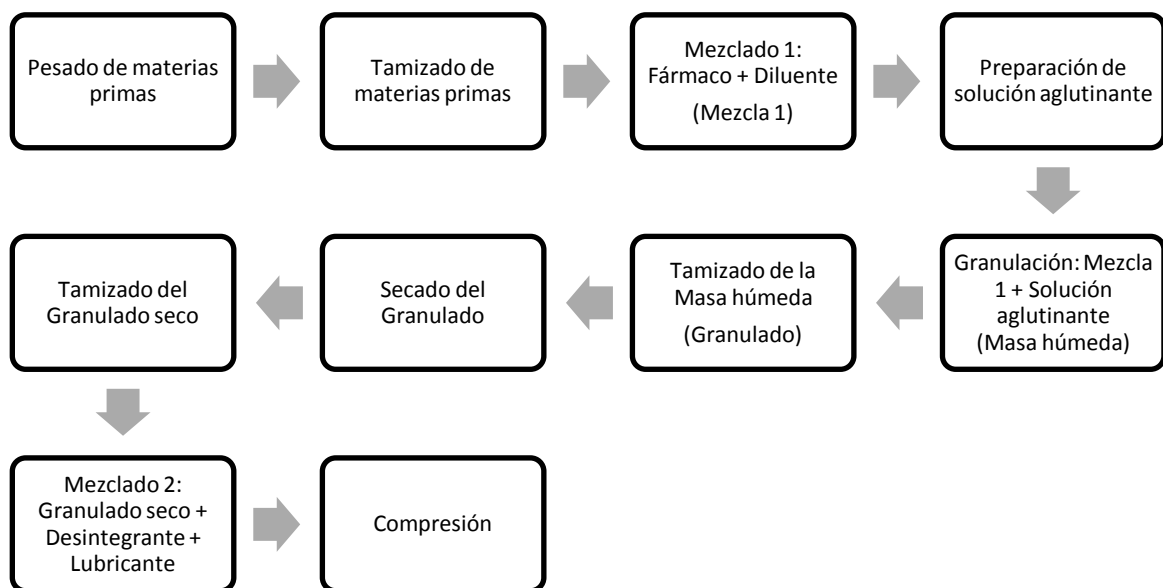 Pesado de materias
primas
Tamizado de
materias primas
Mezclado 1:
Fármaco + Diluente
(Mezcla 1)
Preparación de
solución aglutinante
Granulación: Mezcla
1 + Solución
aglutinante
(Masa húmeda)
Tamizado de la
Masa húmeda
(Granulado)
Secado del
Granulado
Tamizado del
Granulado seco
Mezclado 2:
Granulado seco +
Desintegrante +
Lubricante
Compresión